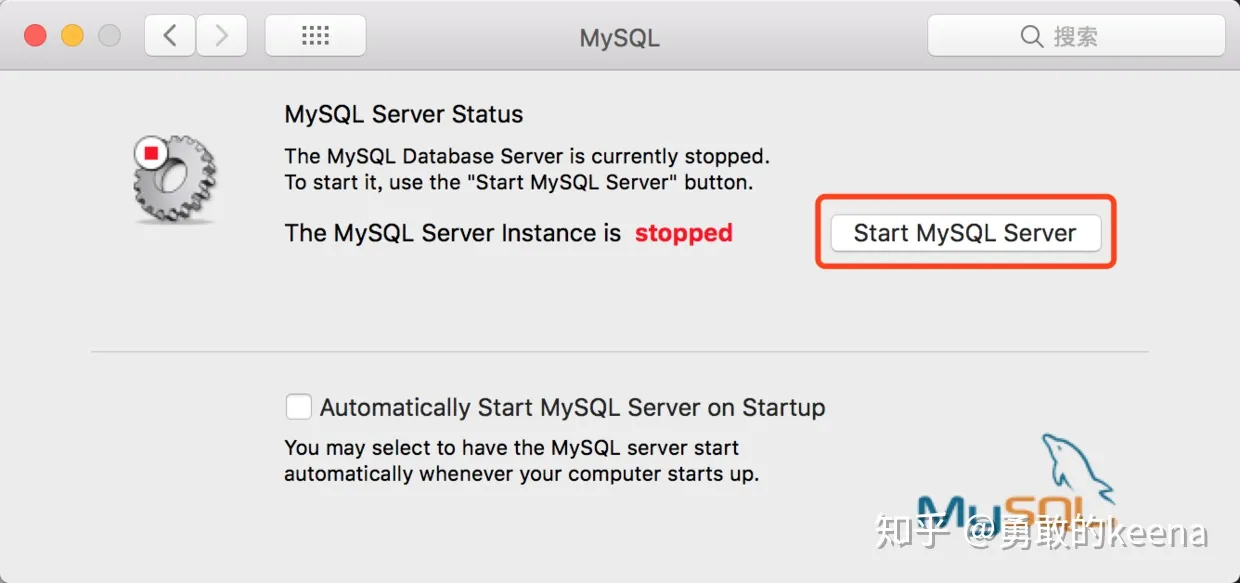 MySQL
搜索
MySQL Server Status
The MySQL Database Server is currently stopped.
To start it, use the "Start MySQL Server" button.
The MySQL Server Instance is stopped
Start MySQL Server
Automatically Start MySQL Server on Startup
You may select to have the MySQL server start
automatically whenever your computer starts up.
MySQL
知乎 @勇敢的keena